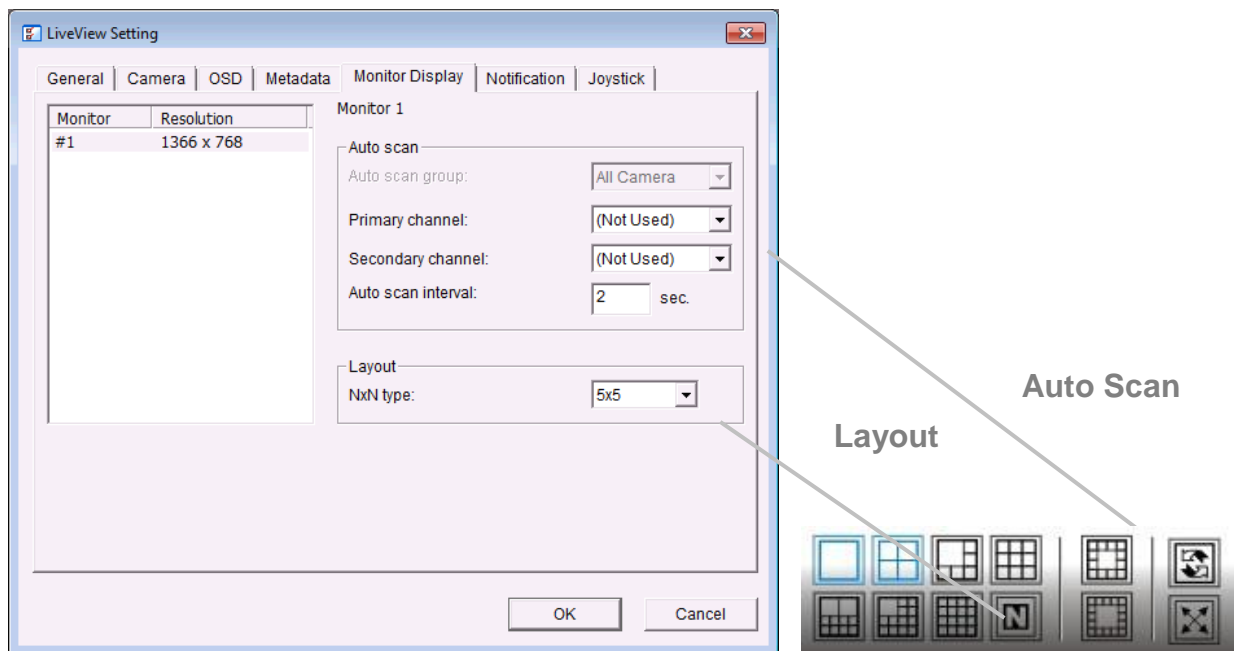 LiveView Setting
General Camera OSD Metadata Monitor Display Notification Joystick
Monitor Resolution
#1 1366 x 768
Monitor 1
Auto scan
Auto scan group: All Camera
Primary channel: (Not Used)
Secondary channel: (Not Used)
Auto scan interval: 2 sec.
Layout
NxN type: 5x5
OK Cancel
Auto Scan
Layout
N